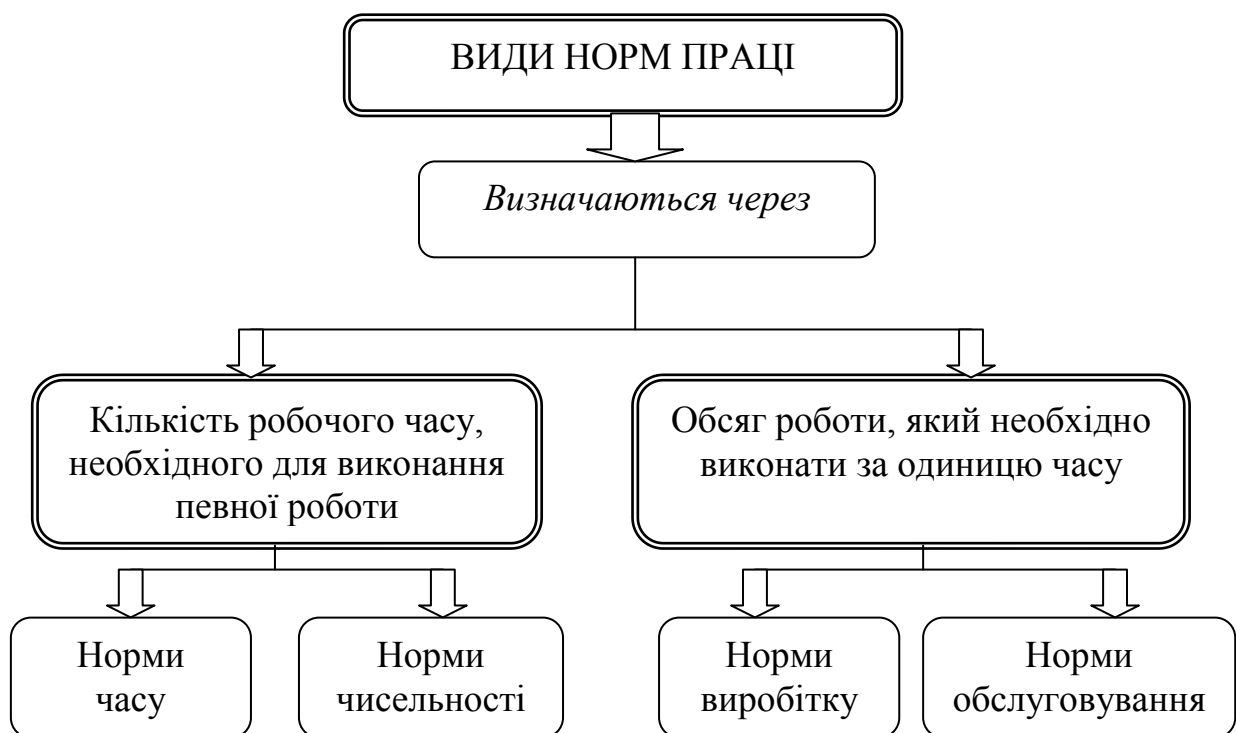 ВИДИ НОРМ ПРАЦІ
Визначаються через
Кількість робочого часу,
необхідного для виконання
певної роботи
Обсяг роботи, який необхідно
виконати за одиницю часу
Норми
часу
Норми
чисельності
Норми
виробітку
Норми
обслуговування